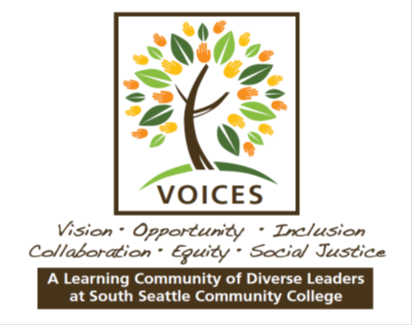 VOICES
Vision • Opportunity • Inclusion
Collaboration • Equity • Social Justice
A Learning Community of Diverse Leaders
at South Seattle Community College